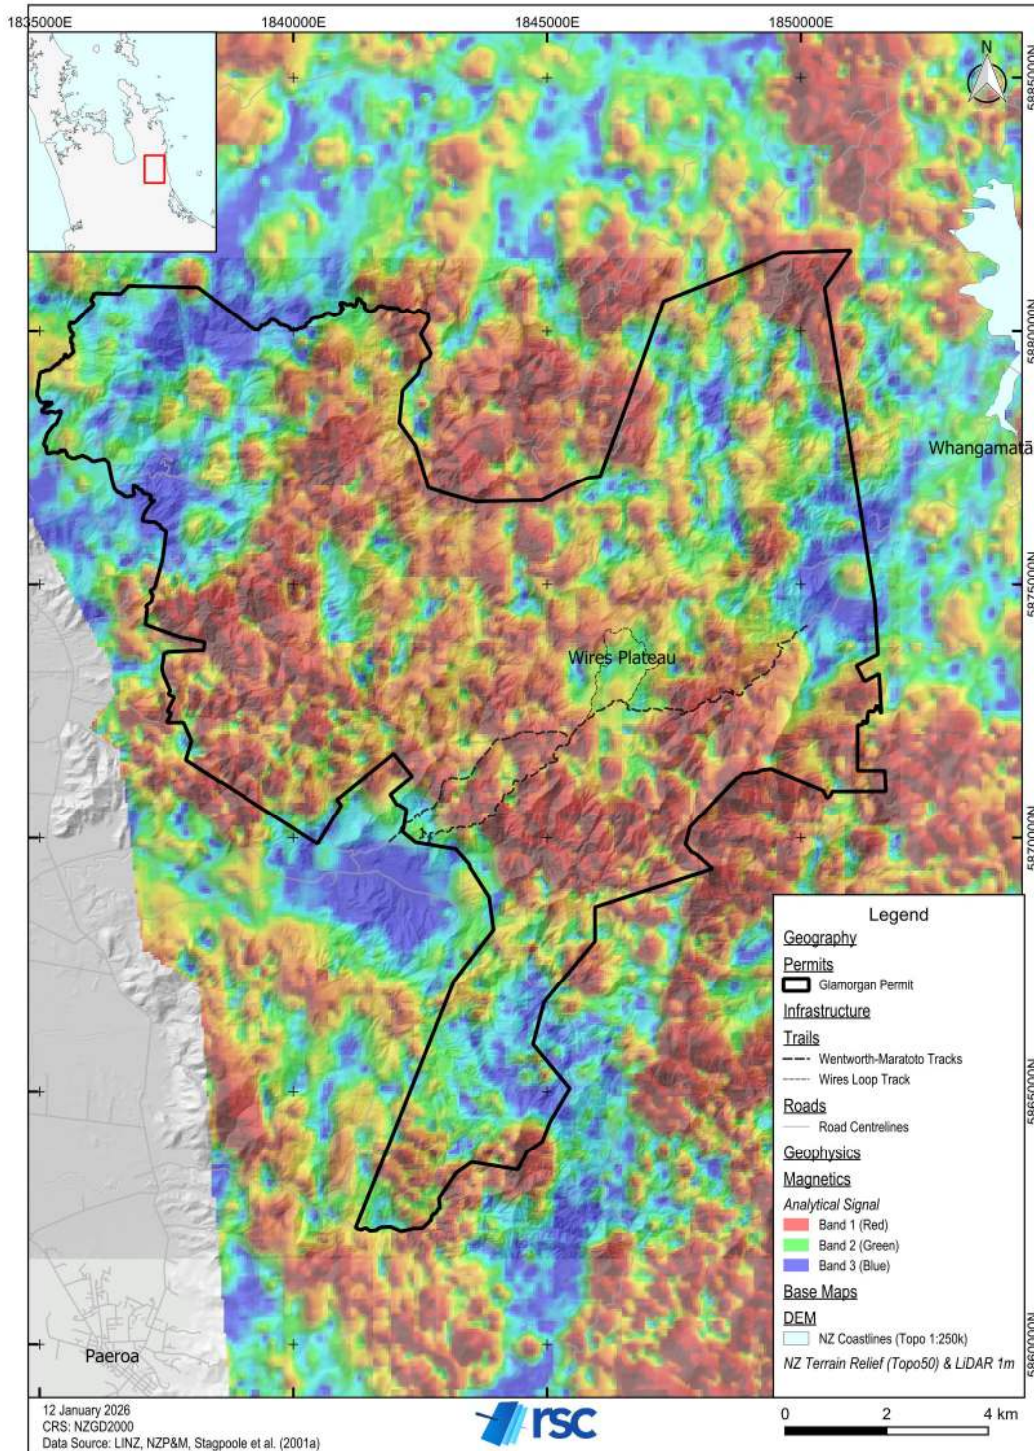 1835000E 1840000E 1845000E 1850000E
N
5885000N
5880000N
Whangamatā
5875000N
Wires Plateau
5870000N
Legend
Geography
Permits
Glamorgan Permit
Infrastructure
Trails
Wentworth-Maratoto Tracks
Wires Loop Track
5865000N
Roads
Road Centrelines
Geophysics
Magnetics
Analytical Signal
Band 1 (Red)
Band 2 (Green)
Band 3 (Blue)
Base Maps
DEM
NZ Coastlines (Topo 1:250k)
5860000N
NZ Terrain Relief (Topo50) & LiDAR 1m
Paeroa
12 January 2026
CRS: NZGD2000
Data Source: LINZ, NZP&M, Stagpoole et al. (2001a)
rsc
0 2 4 km